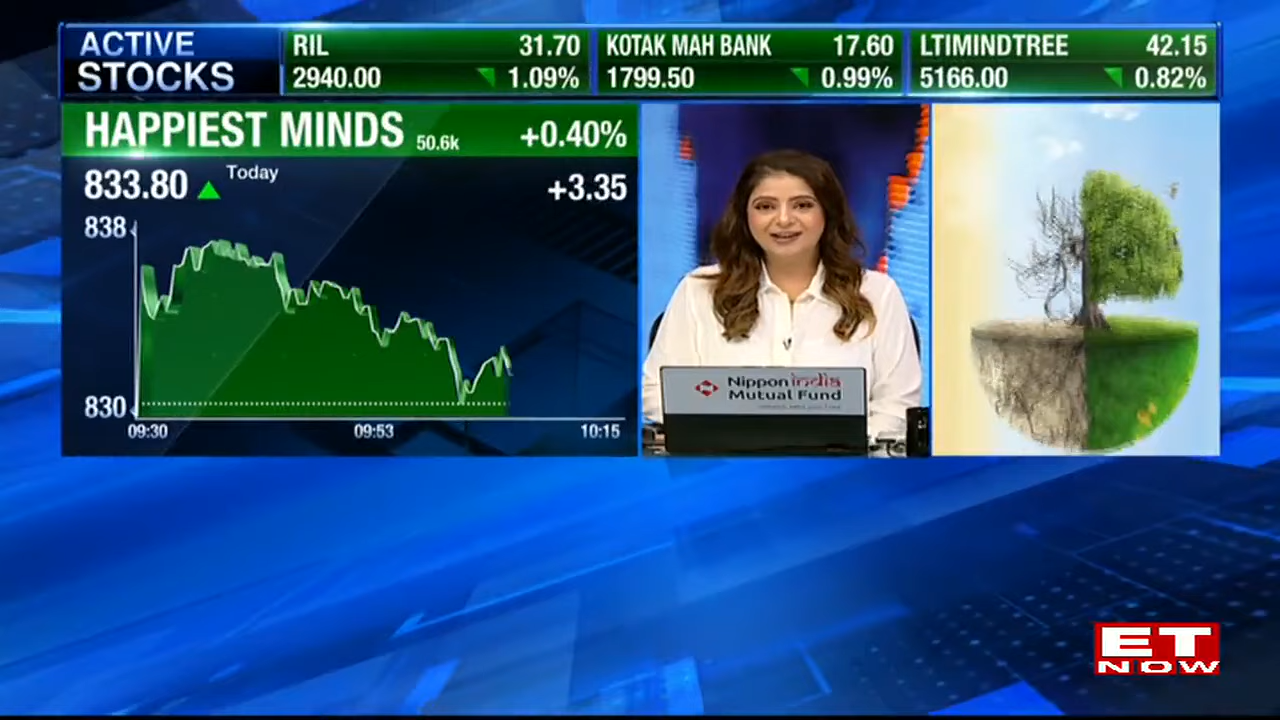 ACTIVE
STOCKS
RIL 31.70
2940.00 1.09%
KOTAK MAH BANK 17.60
1799.50 0.99%
LTIMINDTREE 42.15
5166.00 0.82%
HAPPIEST MINDS 50.6k +0.40%
833.80 Today +3.35
838
830
09:30 09:53 10:15
Nippon india
Mutual Fund
ET
NOW